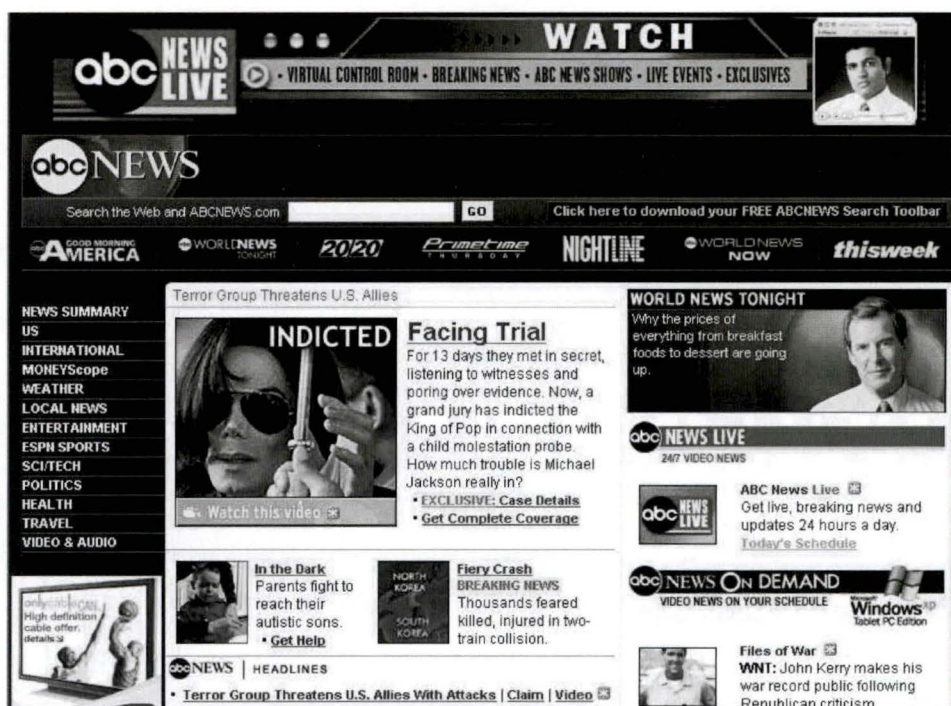 abc NEWS LIVE
WATCH
• VIRTUAL CONTROL ROOM • BREAKING NEWS • ABC NEWS SHOWS • LIVE EVENTS • EXCLUSIVES
abc NEWS
Search the Web and ABCNEWS.com
GO
Click here to download your FREE ABCNEWS Search Toolbar
GOOD MORNING AMERICA
WORLD NEWS TONIGHT
20/20
Primetime THURSDAY
NIGHTLINE
WORLD NEWS NOW
thisweek
NEWS SUMMARY
US
INTERNATIONAL
MONEYScope
WEATHER
LOCAL NEWS
ENTERTAINMENT
ESPN SPORTS
SCI/TECH
POLITICS
HEALTH
TRAVEL
VIDEO & AUDIO
only cable CAN.
High definition
cable offer.
details
Terror Group Threatens U.S. Allies
INDICTED
Watch this video
Facing Trial
For 13 days they met in secret,
listening to witnesses and
poring over evidence. Now, a
grand jury has indicted the
King of Pop in connection with
a child molestation probe.
How much trouble is Michael
Jackson really in?
• EXCLUSIVE: Case Details
• Get Complete Coverage
In the Dark
Parents fight to
reach their
autistic sons.
• Get Help
NORTH
KOREA
SOUTH
KOREA
Fiery Crash
BREAKING NEWS
Thousands feared
killed, injured in two-
train collision.
abc NEWS | HEADLINES
• Terror Group Threatens U.S. Allies With Attacks | Claim | Video
WORLD NEWS TONIGHT
Why the prices of
everything from breakfast
foods to dessert are going
up.
abc NEWS LIVE
24/7 VIDEO NEWS
abc NEWS LIVE
ABC News Live
Get live, breaking news and
updates 24 hours a day.
Today's Schedule
abc NEWS ON DEMAND
VIDEO NEWS ON YOUR SCHEDULE
Microsoft
Windows xp
Tablet PC Edition
Files of War
WNT: John Kerry makes his
war record public following
Republican criticism